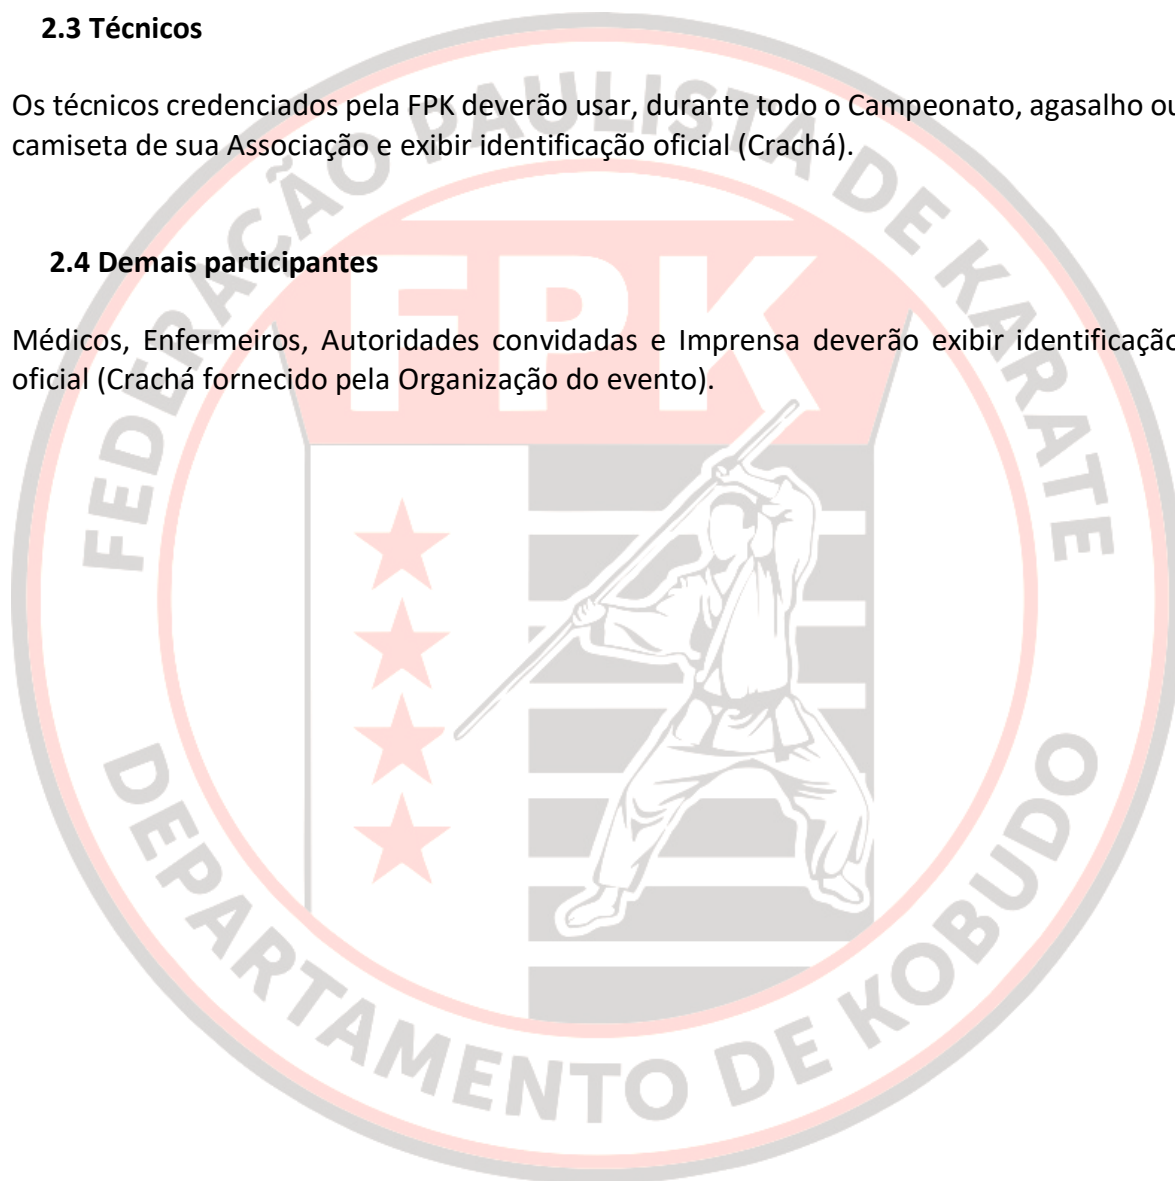 2.3 Técnicos
Os técnicos credenciados pela FPK deverão usar, durante todo o Campeonato, agasalho ou
camiseta de sua Associação e exibir identificação oficial (Crachá).
2.4 Demais participantes
Médicos, Enfermeiros, Autoridades convidadas e Imprensa deverão exibir identificação
oficial (Crachá fornecido pela Organização do evento).
FEDERAÇÃO PAULISTA DE KARATE
FPK
DEPARTAMENTO DE KOBUDO